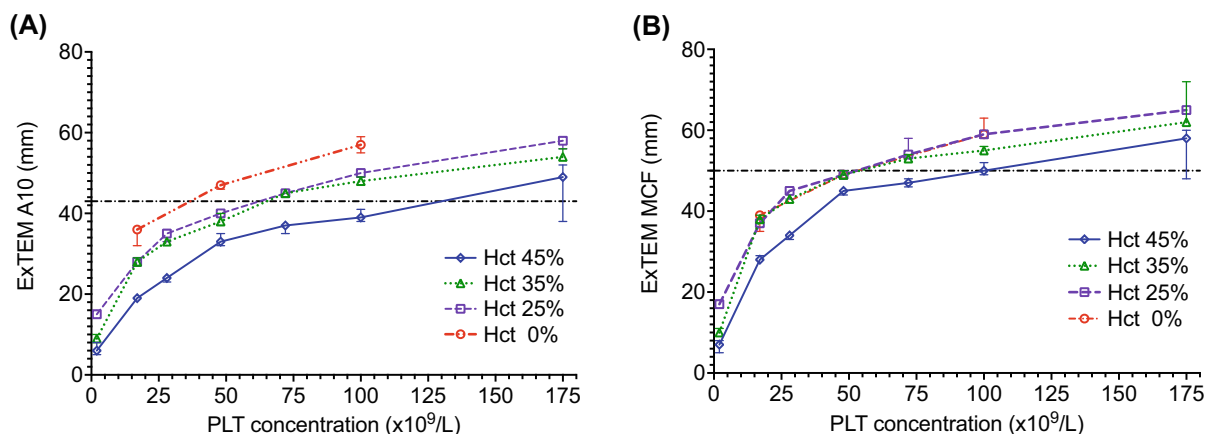 (A)
ExTEM A10 (mm)
80
60
40
20
0
0 25 50 75 100 125 150 175
PLT concentration (x10⁹/L)
Hct 45%
Hct 35%
Hct 25%
Hct 0%
(B)
ExTEM MCF (mm)
80
60
40
20
0
0 25 50 75 100 125 150 175
PLT concentration (x10⁹/L)
Hct 45%
Hct 35%
Hct 25%
Hct 0%